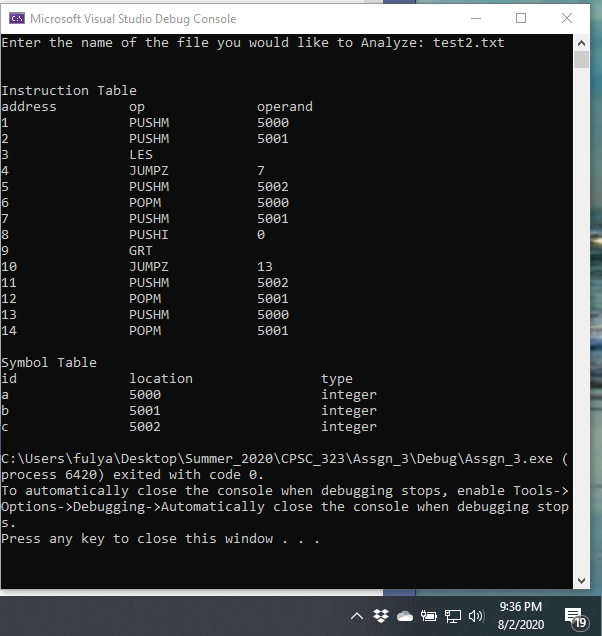 Microsoft Visual Studio Debug Console
Enter the name of the file you would like to Analyze: test2.txt
Instruction Table
address op operand
1 PUSHM 5000
2 PUSHM 5001
3 LES
4 JUMPZ 7
5 PUSHM 5002
6 POPM 5000
7 PUSHM 5001
8 PUSHI 0
9 GRT
10 JUMPZ 13
11 PUSHM 5002
12 POPM 5001
13 PUSHM 5000
14 POPM 5001
Symbol Table
id location type
a 5000 integer
b 5001 integer
c 5002 integer
C:\Users\fulya\Desktop\Summer_2020\CPSC_323\Assgn_3\Debug\Assgn_3.exe (
process 6420) exited with code 0.
To automatically close the console when debugging stops, enable Tools->
Options->Debugging->Automatically close the console when debugging stop
s.
Press any key to close this window . . .
9:36 PM
8/2/2020
19